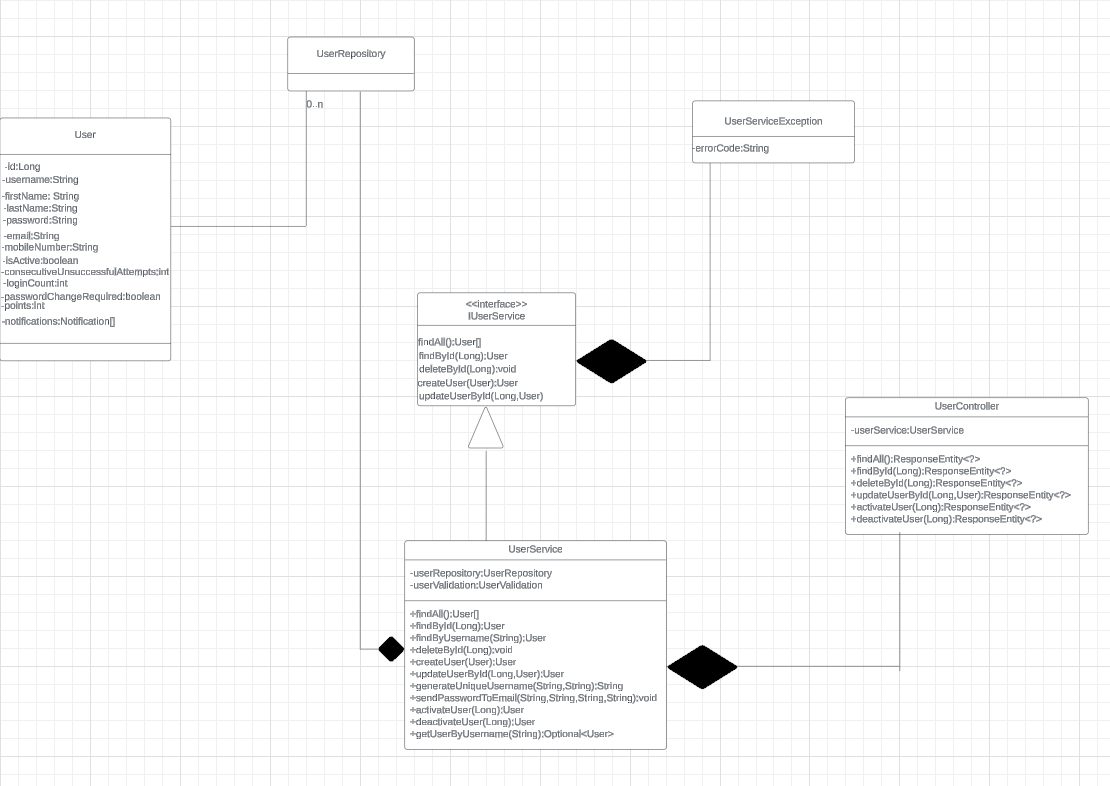 UserRepository
0..n
User
-id:Long
-username:String
-firstName: String
-lastName:String
-password:String
-email;String
-mobileNumber;String
-isActive:boolean
-consecutiveUnsuccessfulAttempts;int
-loginCount:int
-passwordChangeRequired:boolean
-points:int
-notifications:Notification[]
UserServiceException
-errorCode:String
<<interface>>
IUserService
findAll();User[]
findById(Long);User
deleteById(Long):void
createUser(User);User
updateUserById(Long,User)
UserController
-userService:UserService
+findAll();ResponseEntity<?>
+findById(Long);ResponseEntity<?>
+deleteById(Long);ResponseEntity<?>
+updateUserById(Long,User);ResponseEntity<?>
+activateUser(Long);ResponseEntity<?>
+deactivateUser(Long);ResponseEntity<?>
UserService
-userRepository:UserRepository
-userValidation:UserValidation
+findAll();User[]
+findById(Long);User
+findByUsername(String);User
+deleteById(Long);void
+createUser(User);User
+updateUserById(Long,User);User
+generateUniqueUsername(String,String);String
+sendPasswordToEmail(String,String,String,String);void
+activateUser(Long);User
+deactivateUser(Long);User
+getUserByUsername(String);Optional<User>